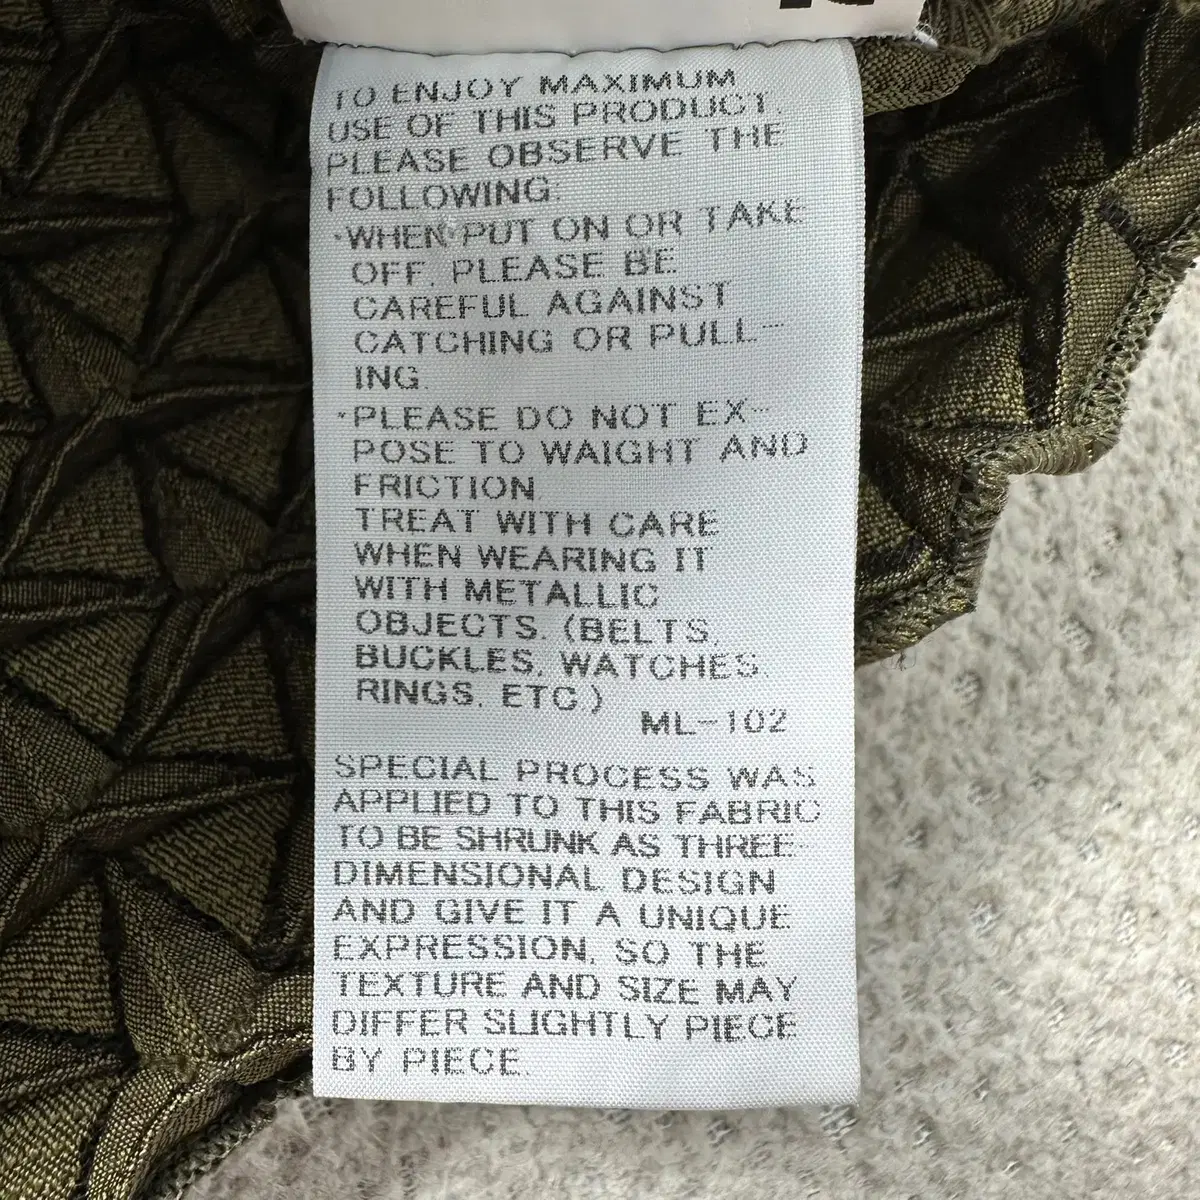 TO ENJOY MAXIMUM
USE OF THIS PRODUCT.
PLEASE OBSERVE THE
FOLLOWING:
*WHEN PUT ON OR TAKE
OFF, PLEASE BE
CAREFUL AGAINST
CATCHING OR PULL-
ING.
*PLEASE DO NOT EX-
POSE TO WAIGHT AND
FRICTION
TREAT WITH CARE
WHEN WEARING IT
WITH METALLIC
OBJECTS. (BELTS,
BUCKLES, WATCHES.
RINGS, ETC)
ML-102
SPECIAL PROCESS WAS
APPLIED TO THIS FABRIC
TO BE SHRUNK AS THREE-
DIMENSIONAL DESIGN
AND GIVE IT A UNIQUE
EXPRESSION, SO THE
TEXTURE AND SIZE MAY
DIFFER SLIGHTLY PIECE
BY PIECE.